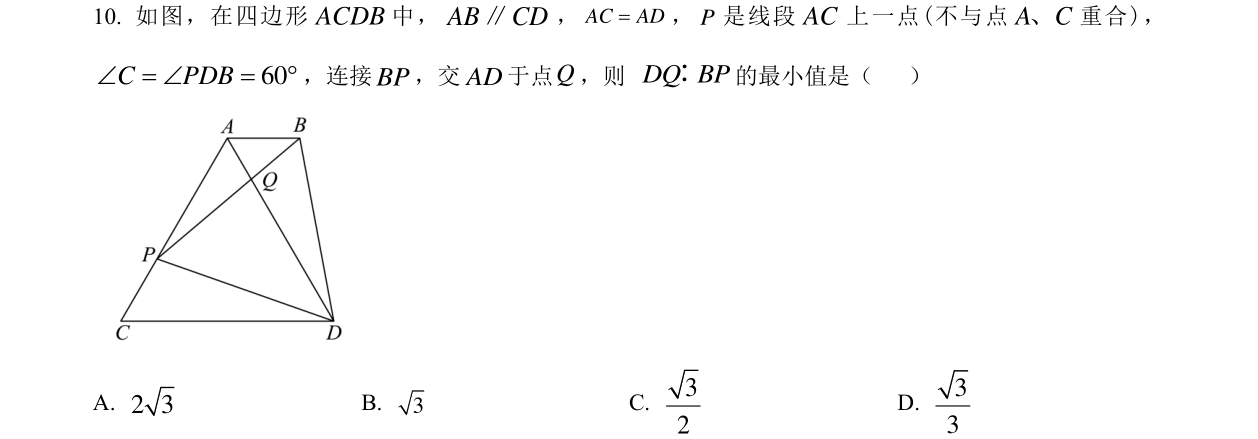 10. 如图，在四边形 ACDB 中， AB∥CD ， AC = AD ， P 是线段 AC 上一点(不与点 A、C 重合)，
∠C = ∠PDB = 60° ，连接 BP ，交 AD 于点 Q ，则 DQ∶BP 的最小值是（ ）
A B
Q
P
C D
A. 2√3 B. √3 C. √3/2 D. √3/3